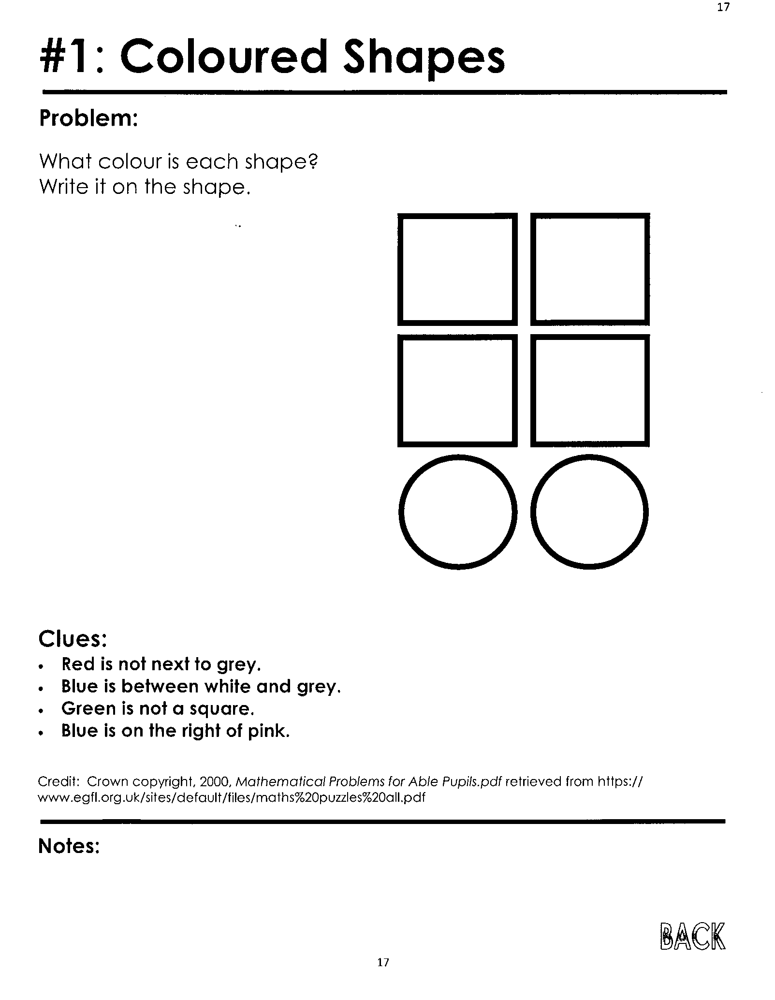 17
#1: Coloured Shapes
Problem:
What colour is each shape?
Write it on the shape.
Clues:
• Red is not next to grey.
• Blue is between white and grey.
• Green is not a square.
• Blue is on the right of pink.
Credit: Crown copyright, 2000, Mathematical Problems for Able Pupils.pdf retrieved from https://
www.egfl.org.uk/sites/default/files/maths%20puzzles%20all.pdf
Notes:
BACK
17